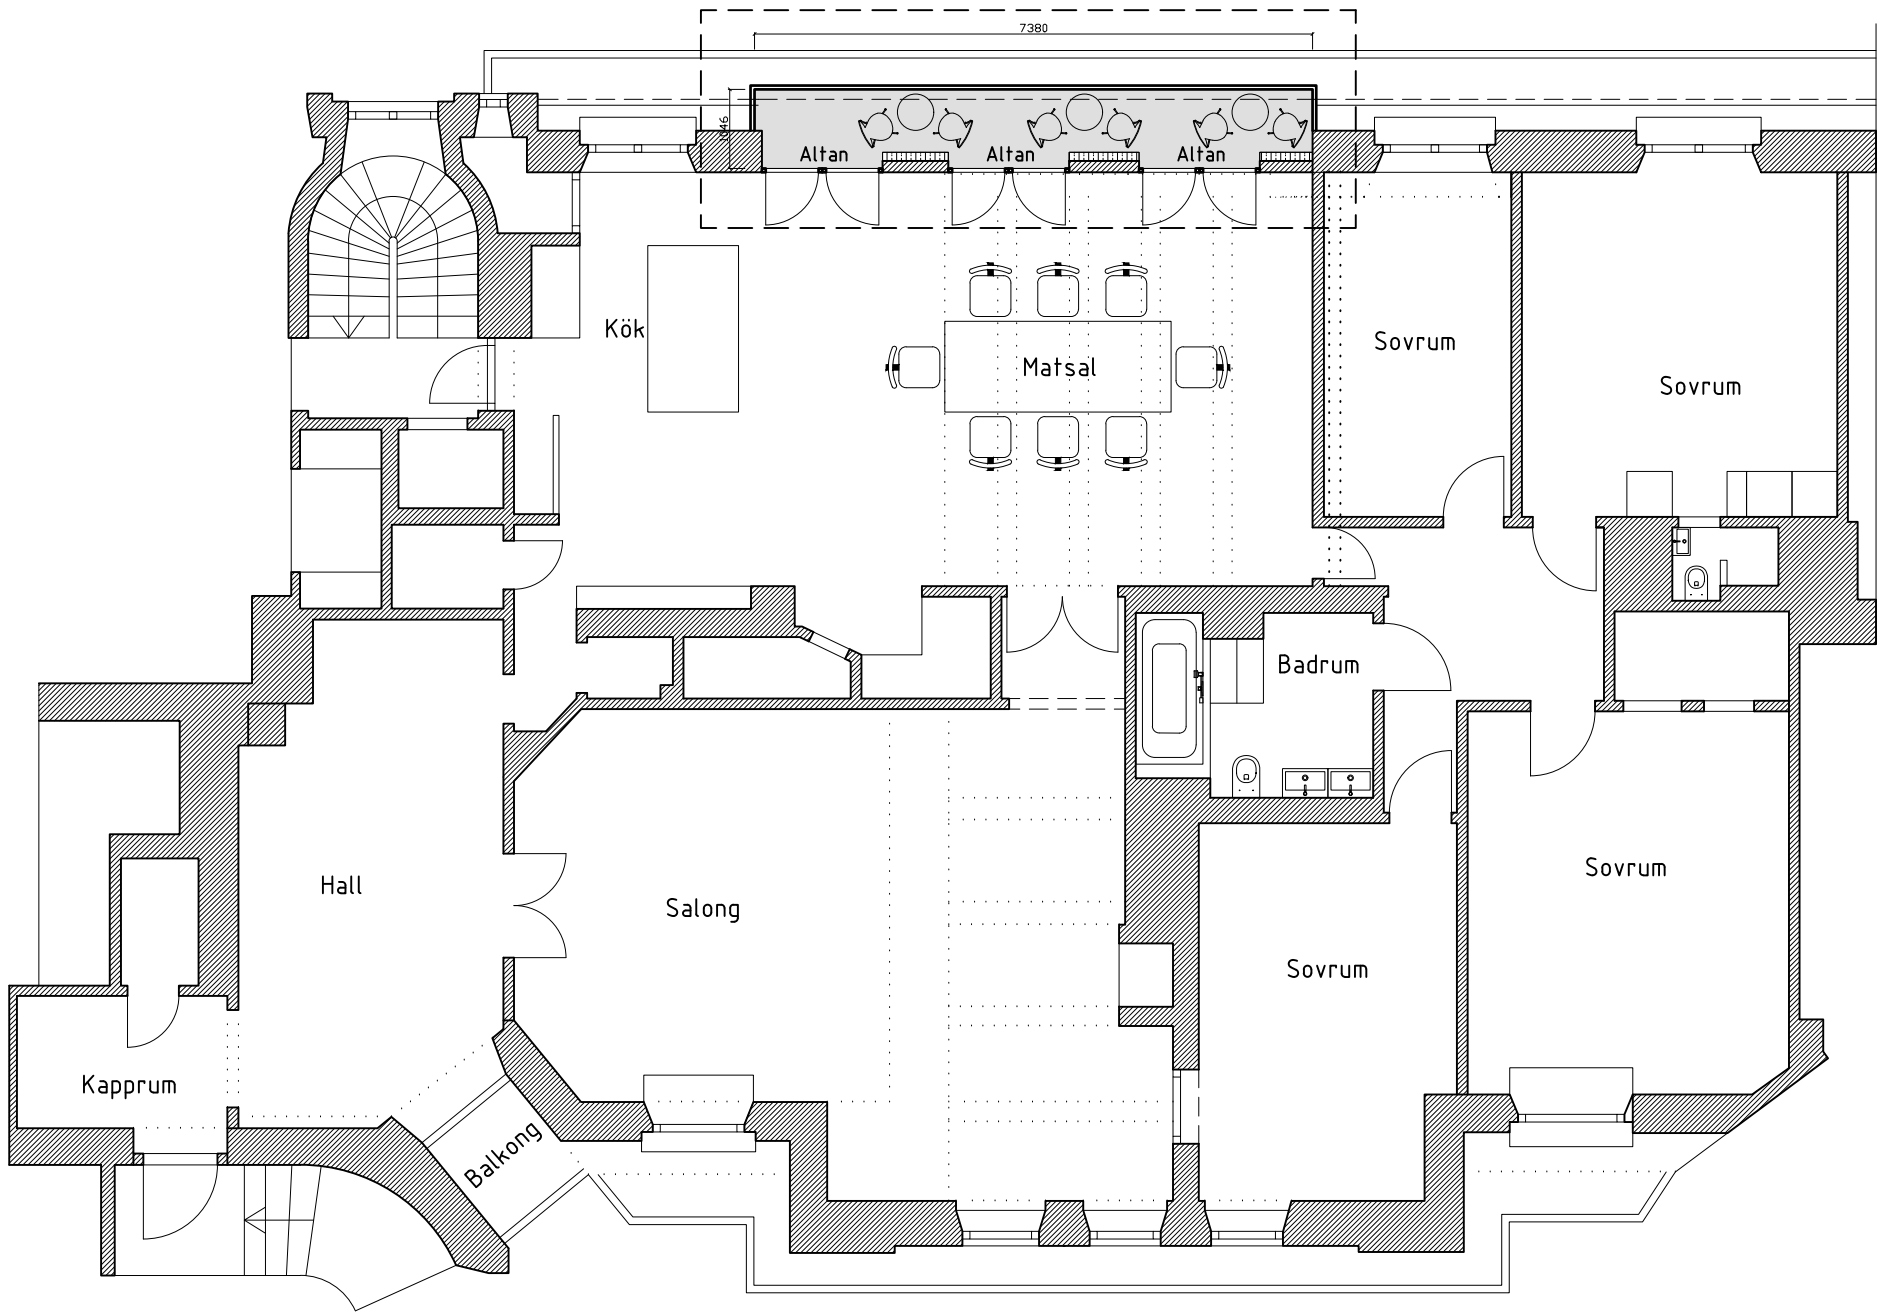 7380
1046
Altan
Altan
Altan
Kök
Matsal
Sovrum
Sovrum
Badrum
Hall
Salong
Sovrum
Sovrum
Kapprum
Balkong